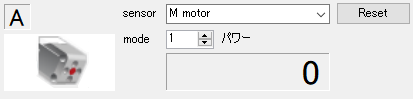 A
sensor M motor Reset
mode 1 パワー
0